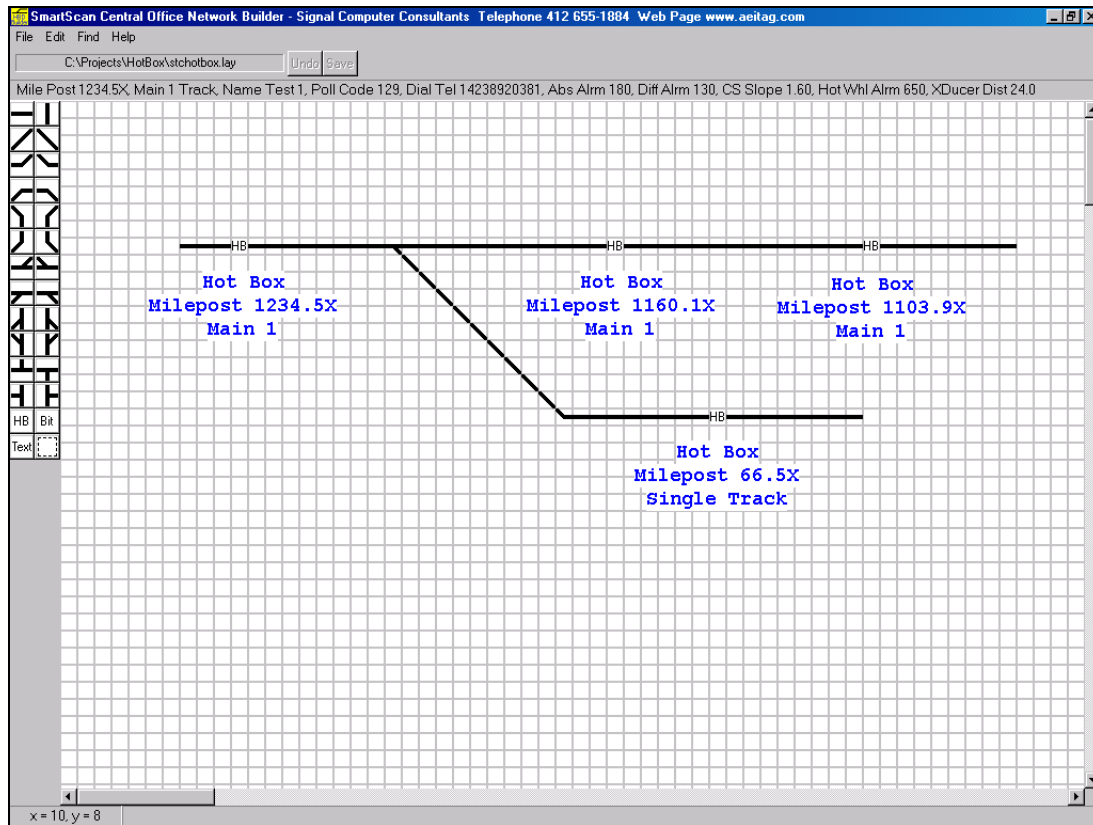 SmartScan Central Office Network Builder - Signal Computer Consultants Telephone 412 655-1884 Web Page www.aeitag.com
File Edit Find Help
C:\Projects\HotBox\stchotbox.lay Undo Save
Mile Post 1234.5X, Main 1 Track, Name Test 1, Poll Code 129, Dial Tel 14238920381, Abs Alrm 180, Diff Alrm 130, CS Slope 1.60, Hot Whl Alrm 650, XDucer Dist 24.0
HB HB HB
Hot Box
Milepost 1234.5X
Main 1
Hot Box
Milepost 1160.1X
Main 1
Hot Box
Milepost 1103.9X
Main 1
HB
Hot Box
Milepost 66.5X
Single Track
HB Bit
Text
x = 10, y = 8